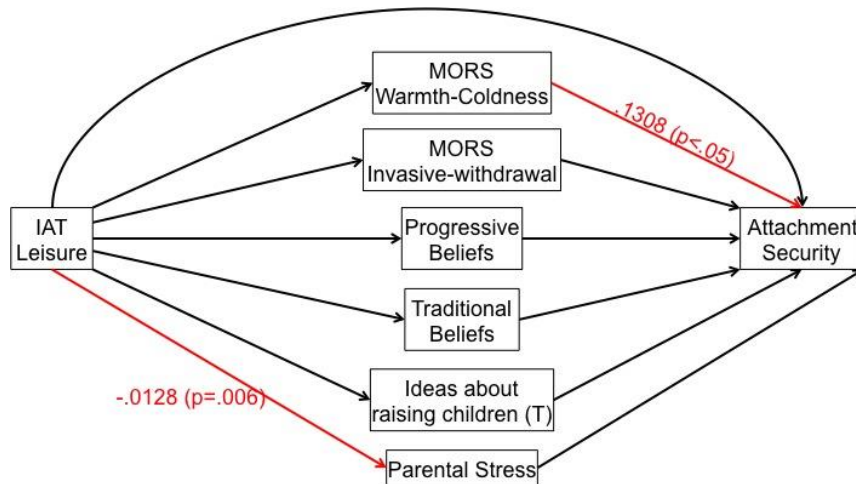 MORS
Warmth-Coldness
.1308 (p<.05)
MORS
Invasive-withdrawal
IAT
Leisure
Progressive
Beliefs
Attachment
Security
Traditional
Beliefs
-.0128 (p=.006)
Ideas about
raising children (T)
Parental Stress